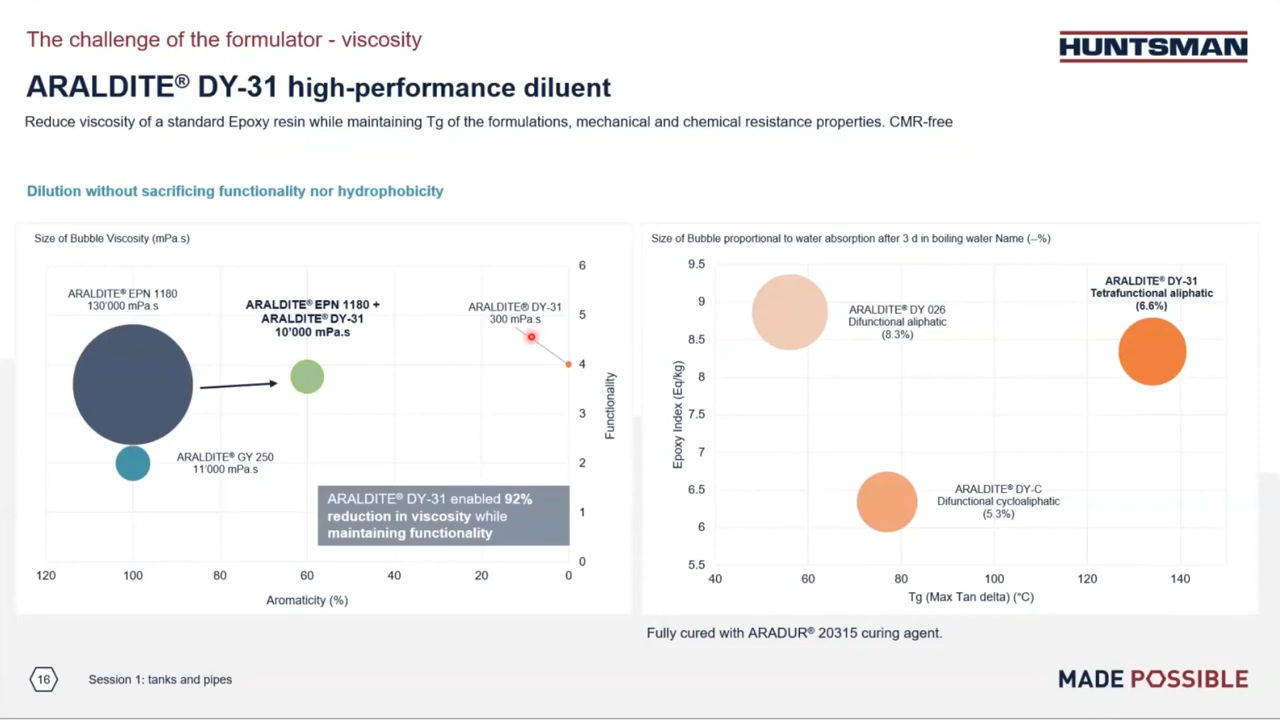 The challenge of the formulator - viscosity
HUNTSMAN
ARALDITE® DY-31 high-performance diluent
Reduce viscosity of a standard Epoxy resin while maintaining Tg of the formulations, mechanical and chemical resistance properties. CMR-free
Dilution without sacrificing functionality nor hydrophobicity
Size of Bubble Viscosity (mPa.s)
ARALDITE® EPN 1180
130'000 mPa.s
ARALDITE® EPN 1180 +
ARALDITE® DY-31
10'000 mPa.s
ARALDITE® DY-31
300 mPa.s
ARALDITE® GY 250
11'000 mPa.s
ARALDITE® DY-31 enabled 92%
reduction in viscosity while
maintaining functionality
6
5
4
3
2
1
0
Functionality
120 100 80 60 40 20 0
Aromaticity (%)
Size of Bubble proportional to water absorption after 3 d in boiling water Name (--%)
9.5
9
8.5
8
7.5
7
6.5
6
5.5
Epoxy Index (Eq/kg)
ARALDITE® DY 026
Difunctional aliphatic
(8.3%)
ARALDITE® DY-31
Tetrafunctional aliphatic
(6.6%)
ARALDITE® DY-C
Difunctional cycloaliphatic
(5.3%)
40 60 80 100 120 140
Tg (Max Tan delta) (°C)
Fully cured with ARADUR® 20315 curing agent.
16
Session 1: tanks and pipes
MADE POSSIBLE